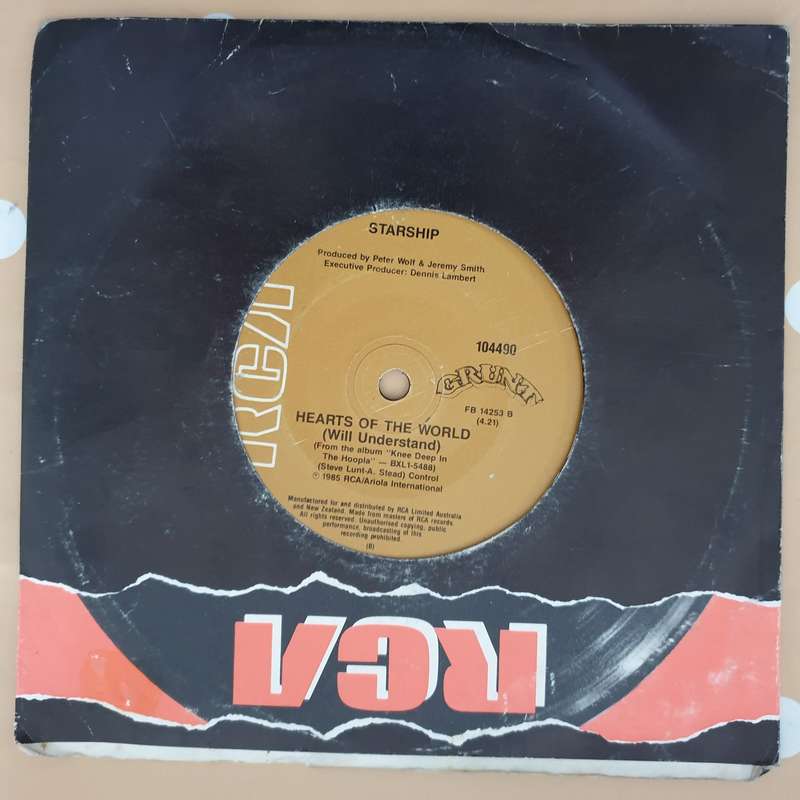 STARSHIP
Produced by Peter Wolf & Jeremy Smith
Executive Producer: Dennis Lambert
RCA
104490
GRUNT
FB 14253 B
(4.21)
HEARTS OF THE WORLD
(Will Understand)
(From the album "Knee Deep In
The Hoopla" — BXL1-5488)
(Steve Lunt-A. Stead) Control
℗ 1985 RCA/Ariola International
Manufactured for and distributed by RCA Limited Australia
and New Zealand. Made from masters of RCA records.
All rights reserved. Unauthorised copying, public
performance, broadcasting of this
recording prohibited.
(8)
RCA